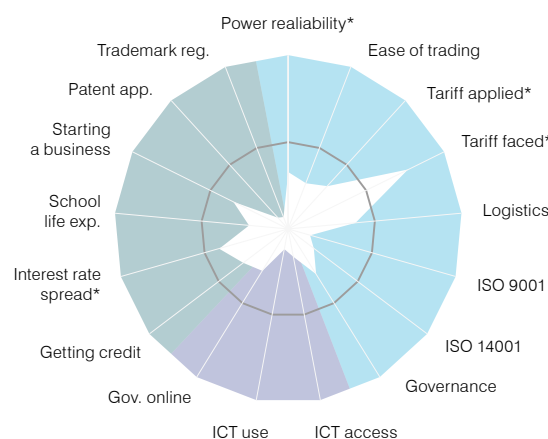 Power realiability*
Trademark reg.
Ease of trading
Patent app.
Tariff applied*
Starting
a business
Tariff faced*
School
life exp.
Logistics
Interest rate
spread*
ISO 9001
Getting credit
ISO 14001
Gov. online
Governance
ICT use
ICT access